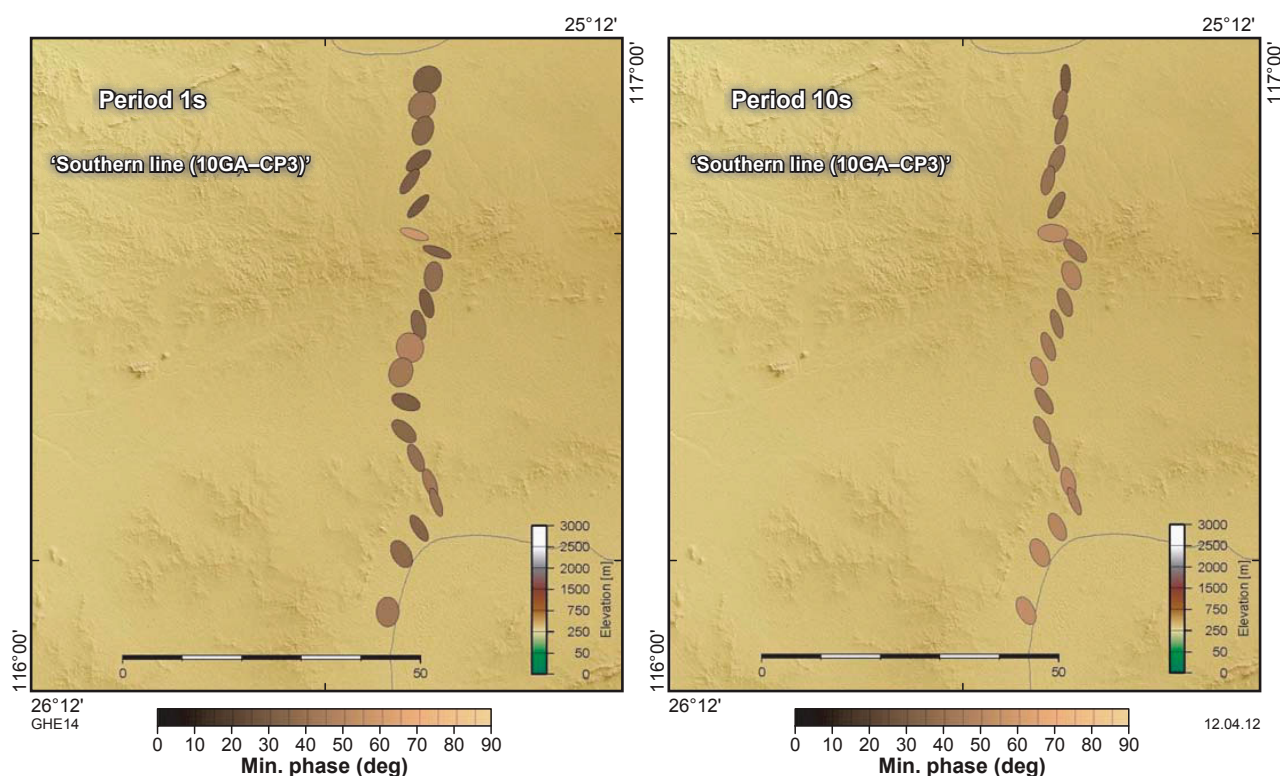 25°12'
117°00'
Period 1s
'Southern line (10GA–CP3)'
3000
2500
2000
1500
750
250
50
0
Elevation [m]
0
50
116°00'
26°12'
GHE14
0 10 20 30 40 50 60 70 80 90
Min. phase (deg)
25°12'
117°00'
Period 10s
'Southern line (10GA–CP3)'
3000
2500
2000
1500
750
250
50
0
Elevation [m]
0
50
116°00'
26°12'
12.04.12
0 10 20 30 40 50 60 70 80 90
Min. phase (deg)